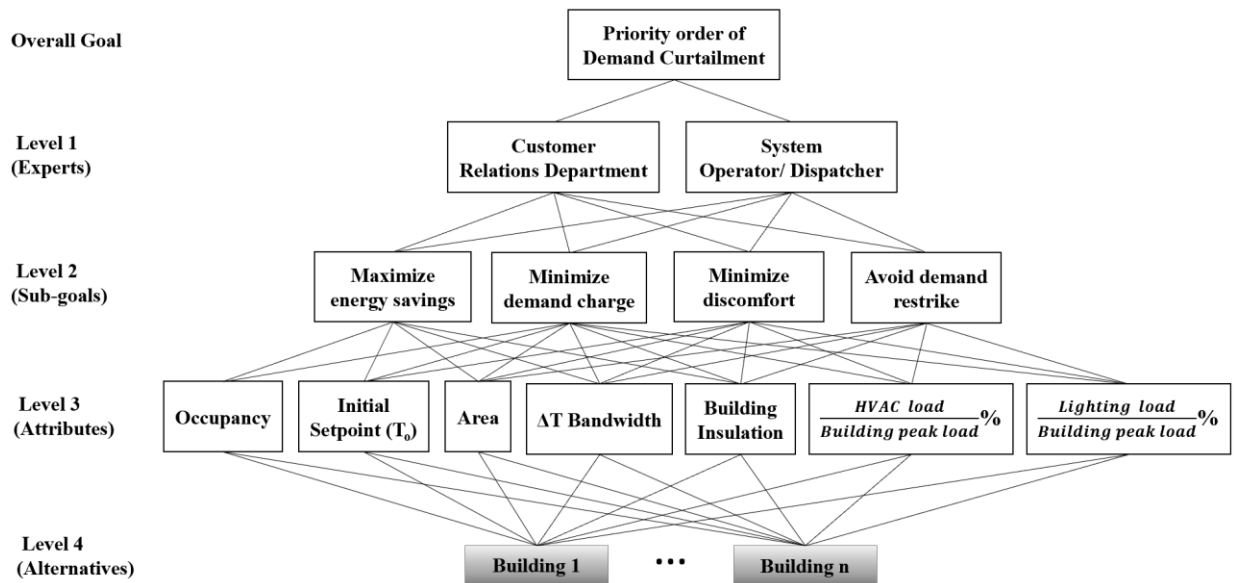 Overall Goal
Priority order of
Demand Curtailment
Level 1
(Experts)
Customer
Relations Department
System
Operator/ Dispatcher
Level 2
(Sub-goals)
Maximize
energy savings
Minimize
demand charge
Minimize
discomfort
Avoid demand
restrike
Level 3
(Attributes)
Occupancy
Initial
Setpoint (Tₒ)
Area
ΔT Bandwidth
Building
Insulation
HVAC load
Building peak load %
Lighting load
Building peak load %
Level 4
(Alternatives)
Building 1
•••
Building n